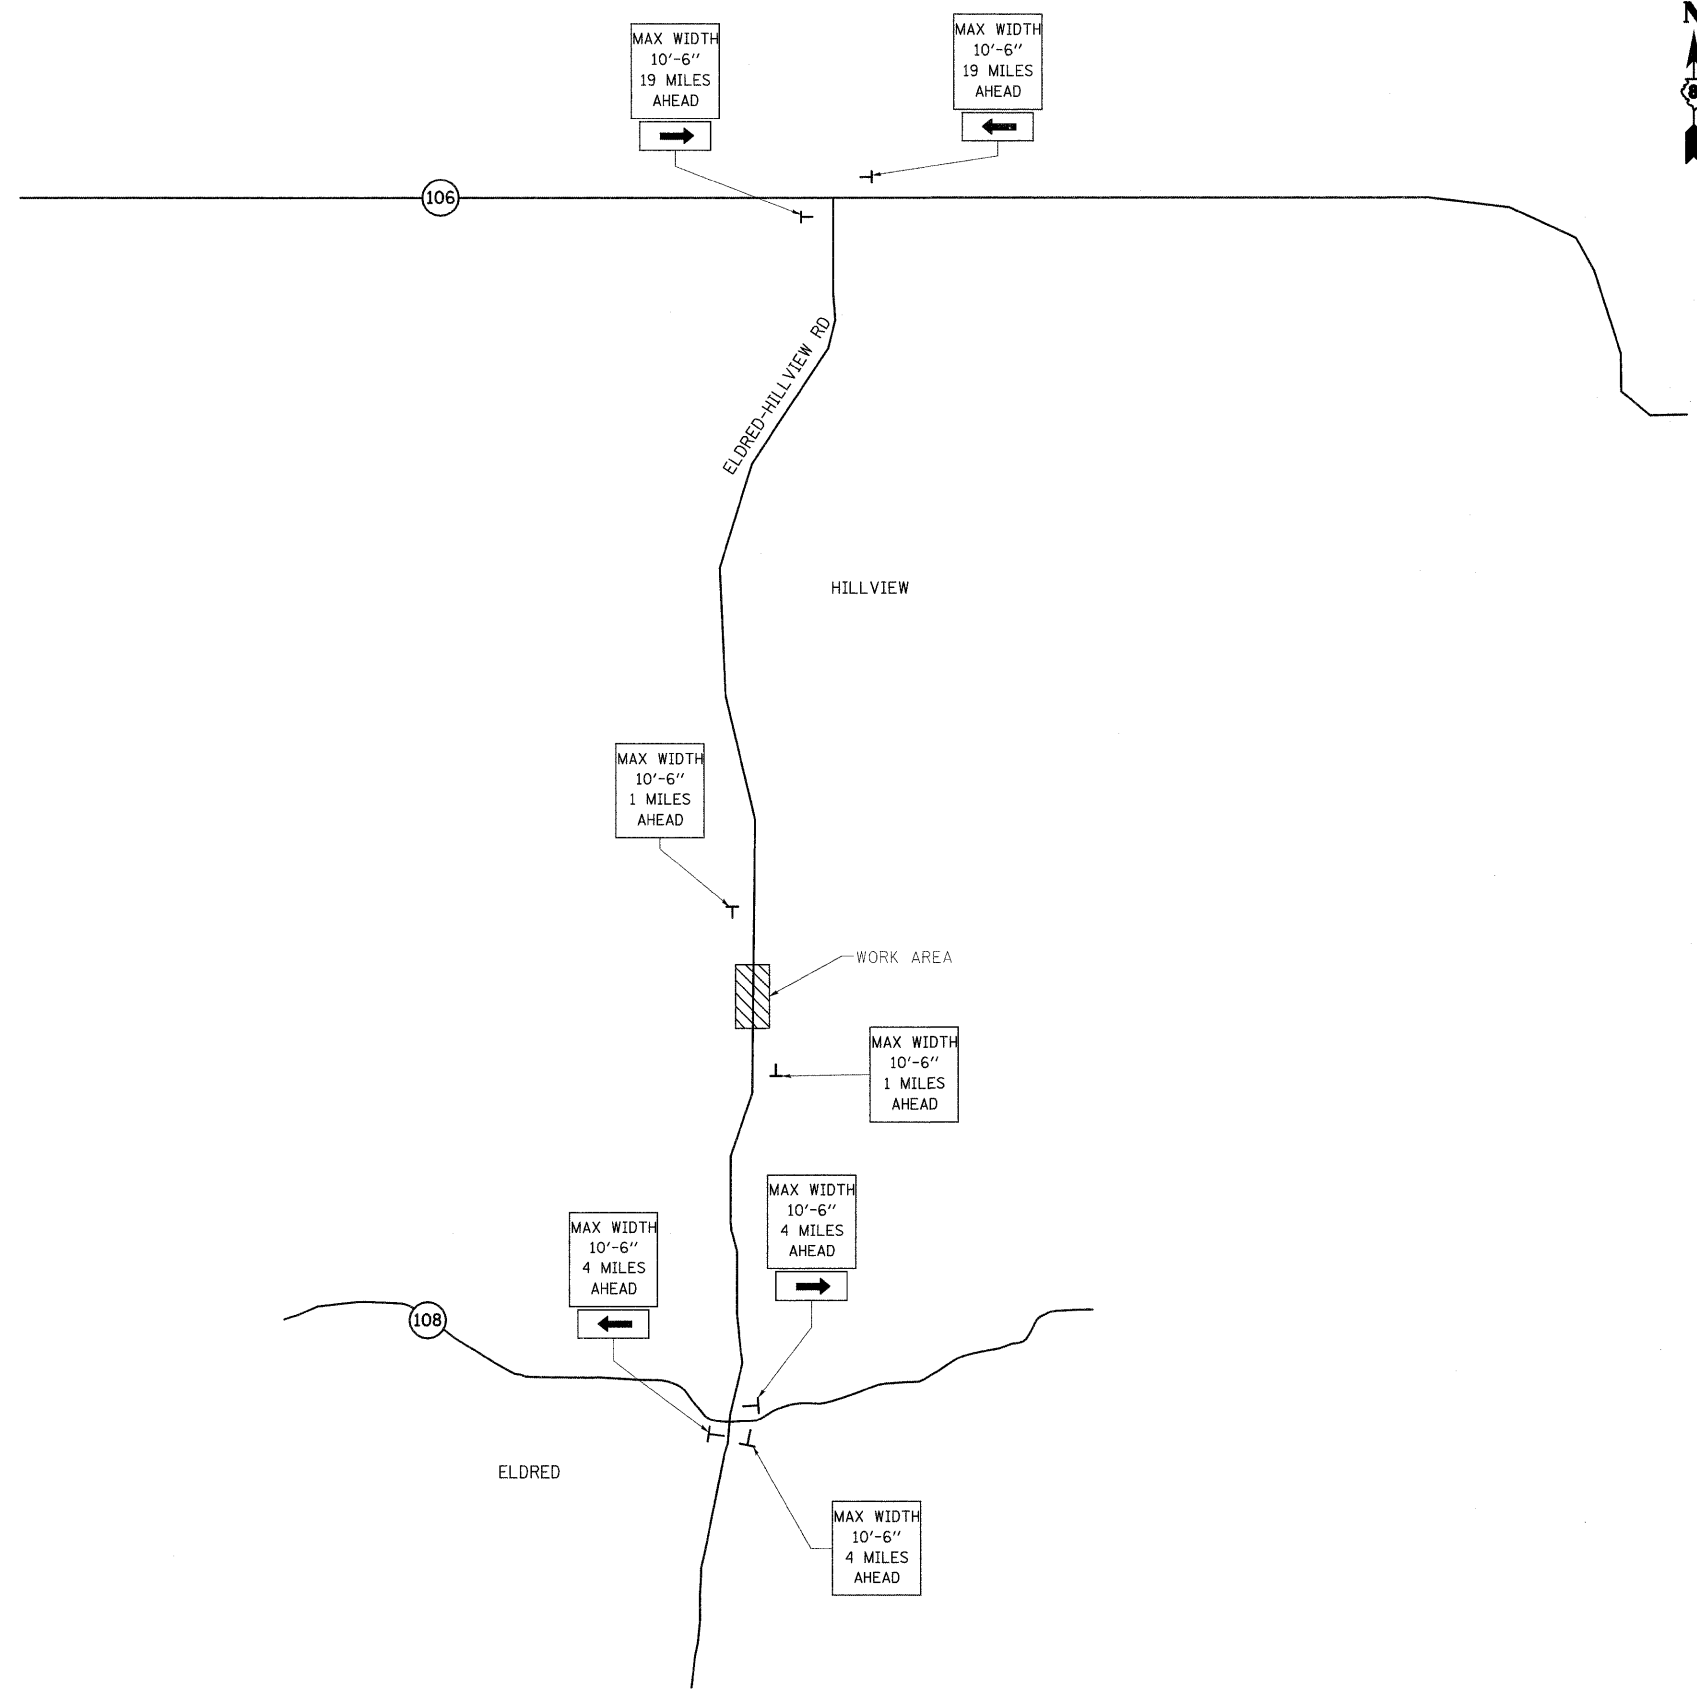 MAX WIDTH
10'-6"
19 MILES
AHEAD
MAX WIDTH
10'-6"
19 MILES
AHEAD
N
8
106
ELDRED-HILLVIEW RD
HILLVIEW
MAX WIDTH
10'-6"
1 MILES
AHEAD
WORK AREA
MAX WIDTH
10'-6"
1 MILES
AHEAD
MAX WIDTH
10'-6"
4 MILES
AHEAD
MAX WIDTH
10'-6"
4 MILES
AHEAD
108
ELDRED
MAX WIDTH
10'-6"
4 MILES
AHEAD